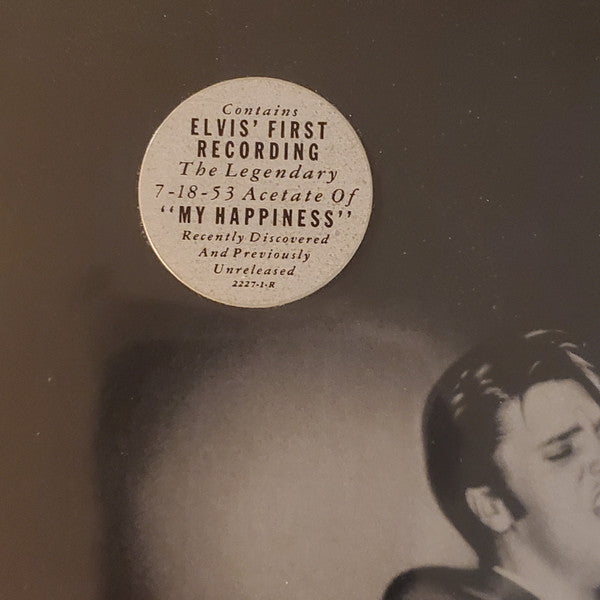 Contains
ELVIS' FIRST
RECORDING
The Legendary
7-18-53 Acetate Of
"MY HAPPINESS"
Recently Discovered
And Previously
Unreleased
2227-1-R